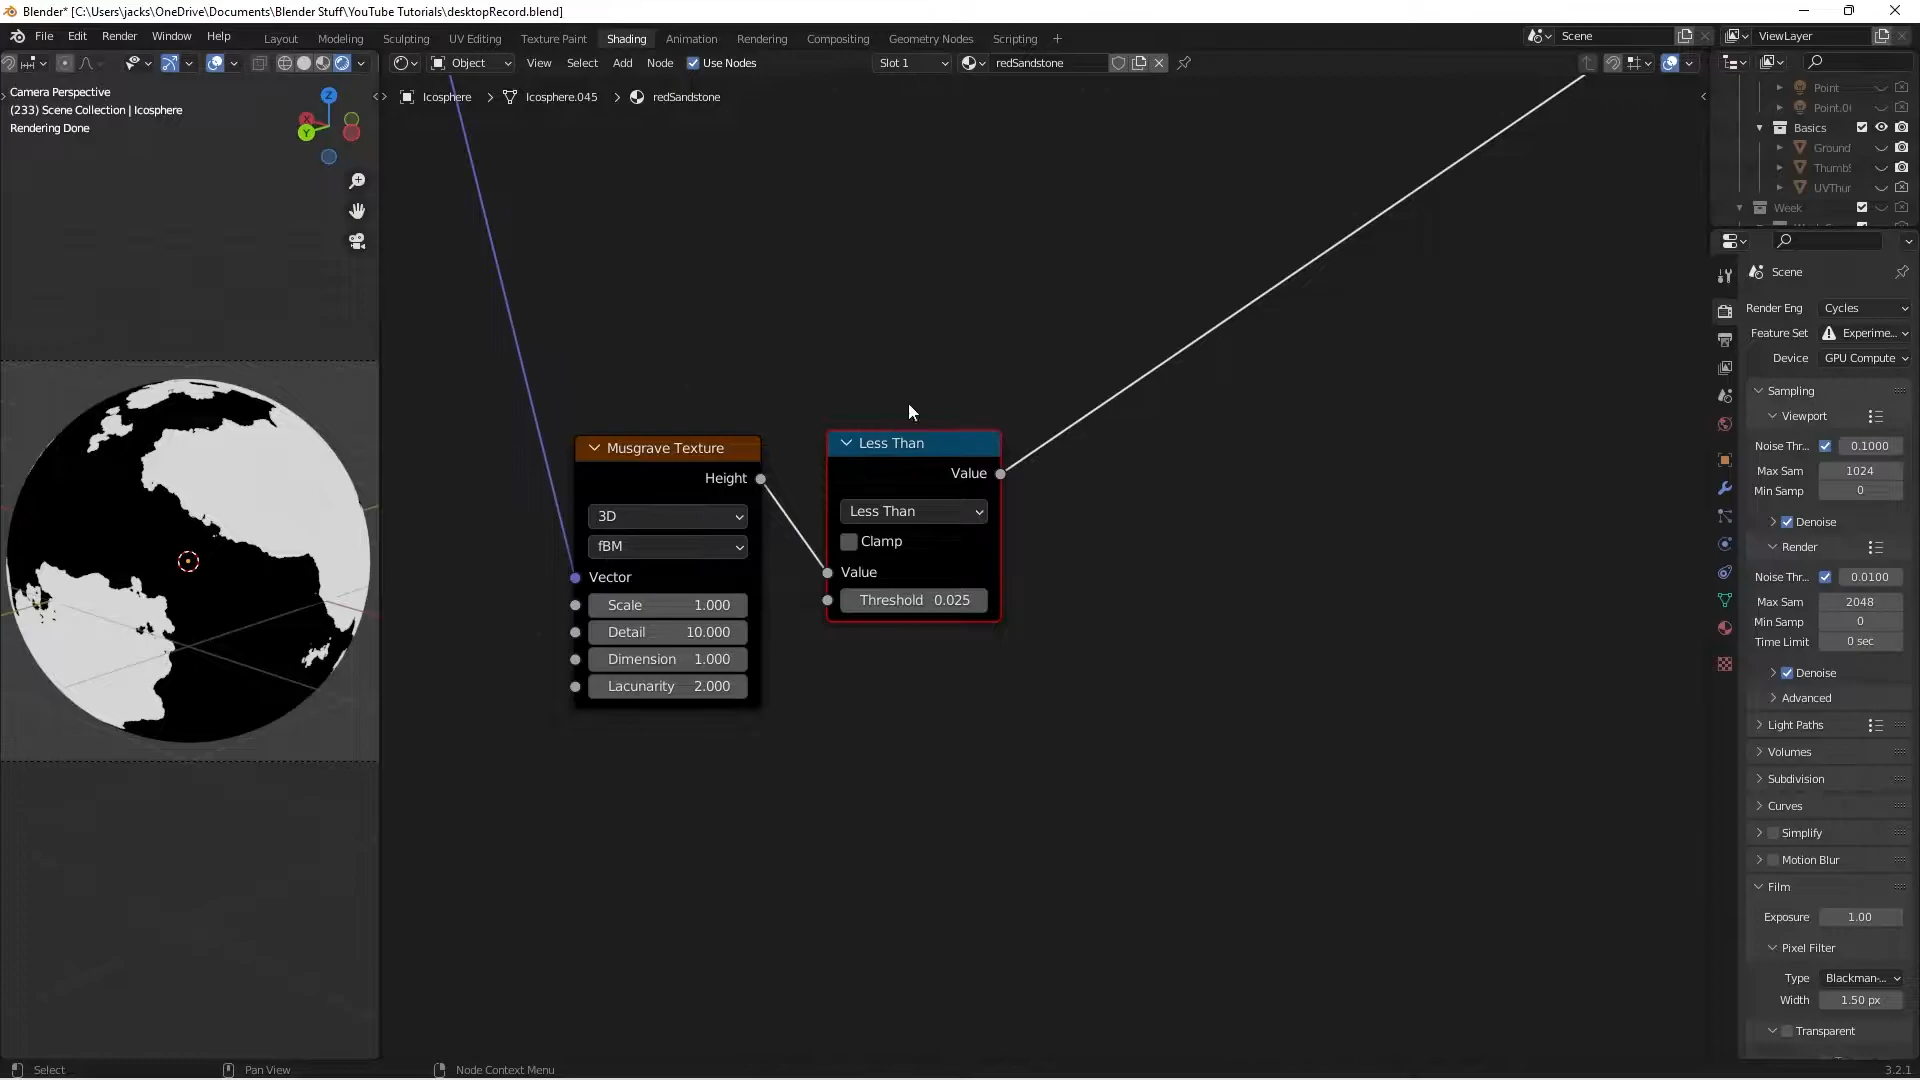 Blender* [C:\Users\jacks\OneDrive\Documents\Blender Stuff\YouTube Tutorials\desktopRecord.blend]
File Edit Render Window Help Layout Modeling Sculpting UV Editing Texture Paint Shading Animation Rendering Compositing Geometry Nodes Scripting + Scene ViewLayer
Object View Select Add Node Use Nodes Slot 1 redSandstone
Camera Perspective
(233) Scene Collection | Icosphere
Rendering Done
Z
Y
X
Icosphere > Icosphere.045 > redSandstone
Musgrave Texture
Height
3D
fBM
Vector
Scale 1.000
Detail 10.000
Dimension 1.000
Lacunarity 2.000
Less Than
Value
Less Than
Clamp
Value
Threshold 0.025
Point
Point.0
Basics
Ground
Thumb
UVThur
Week
Scene
Render Eng Cycles
Feature Set Experime...
Device GPU Compute
Sampling
Viewport
Noise Thr... 0.1000
Max Sam 1024
Min Samp 0
Denoise
Render
Noise Thr... 0.0100
Max Sam 2048
Min Samp 0
Time Limit 0 sec
Denoise
Advanced
Light Paths
Volumes
Subdivision
Curves
Simplify
Motion Blur
Film
Exposure 1.00
Pixel Filter
Type Blackman-...
Width 1.50 px
Transparent
Select Pan View Node Context Menu 3.2.1